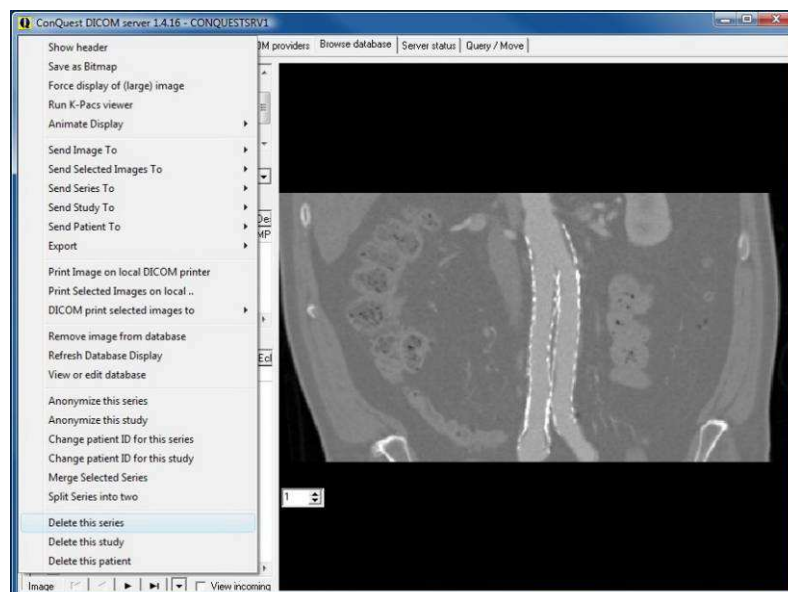 ConQuest DICOM server 1.4.16 - CONQUESTSRV1
M providers Browse database Server status Query / Move
Show header
Save as Bitmap
Force display of (large) image
Run K-Pacs viewer
Animate Display
Send Image To
Send Selected Images To
Send Series To
Send Study To
De
Send Patient To
MP
Export
Print Image on local DICOM printer
Print Selected Images on local ..
DICOM print selected images to
Remove image from database
Refresh Database Display
View or edit database
Anonymize this series
Anonymize this study
Change patient ID for this series
Change patient ID for this study
Merge Selected Series
Split Series into two
1
Delete this series
Delete this study
Delete this patient
Image View incoming